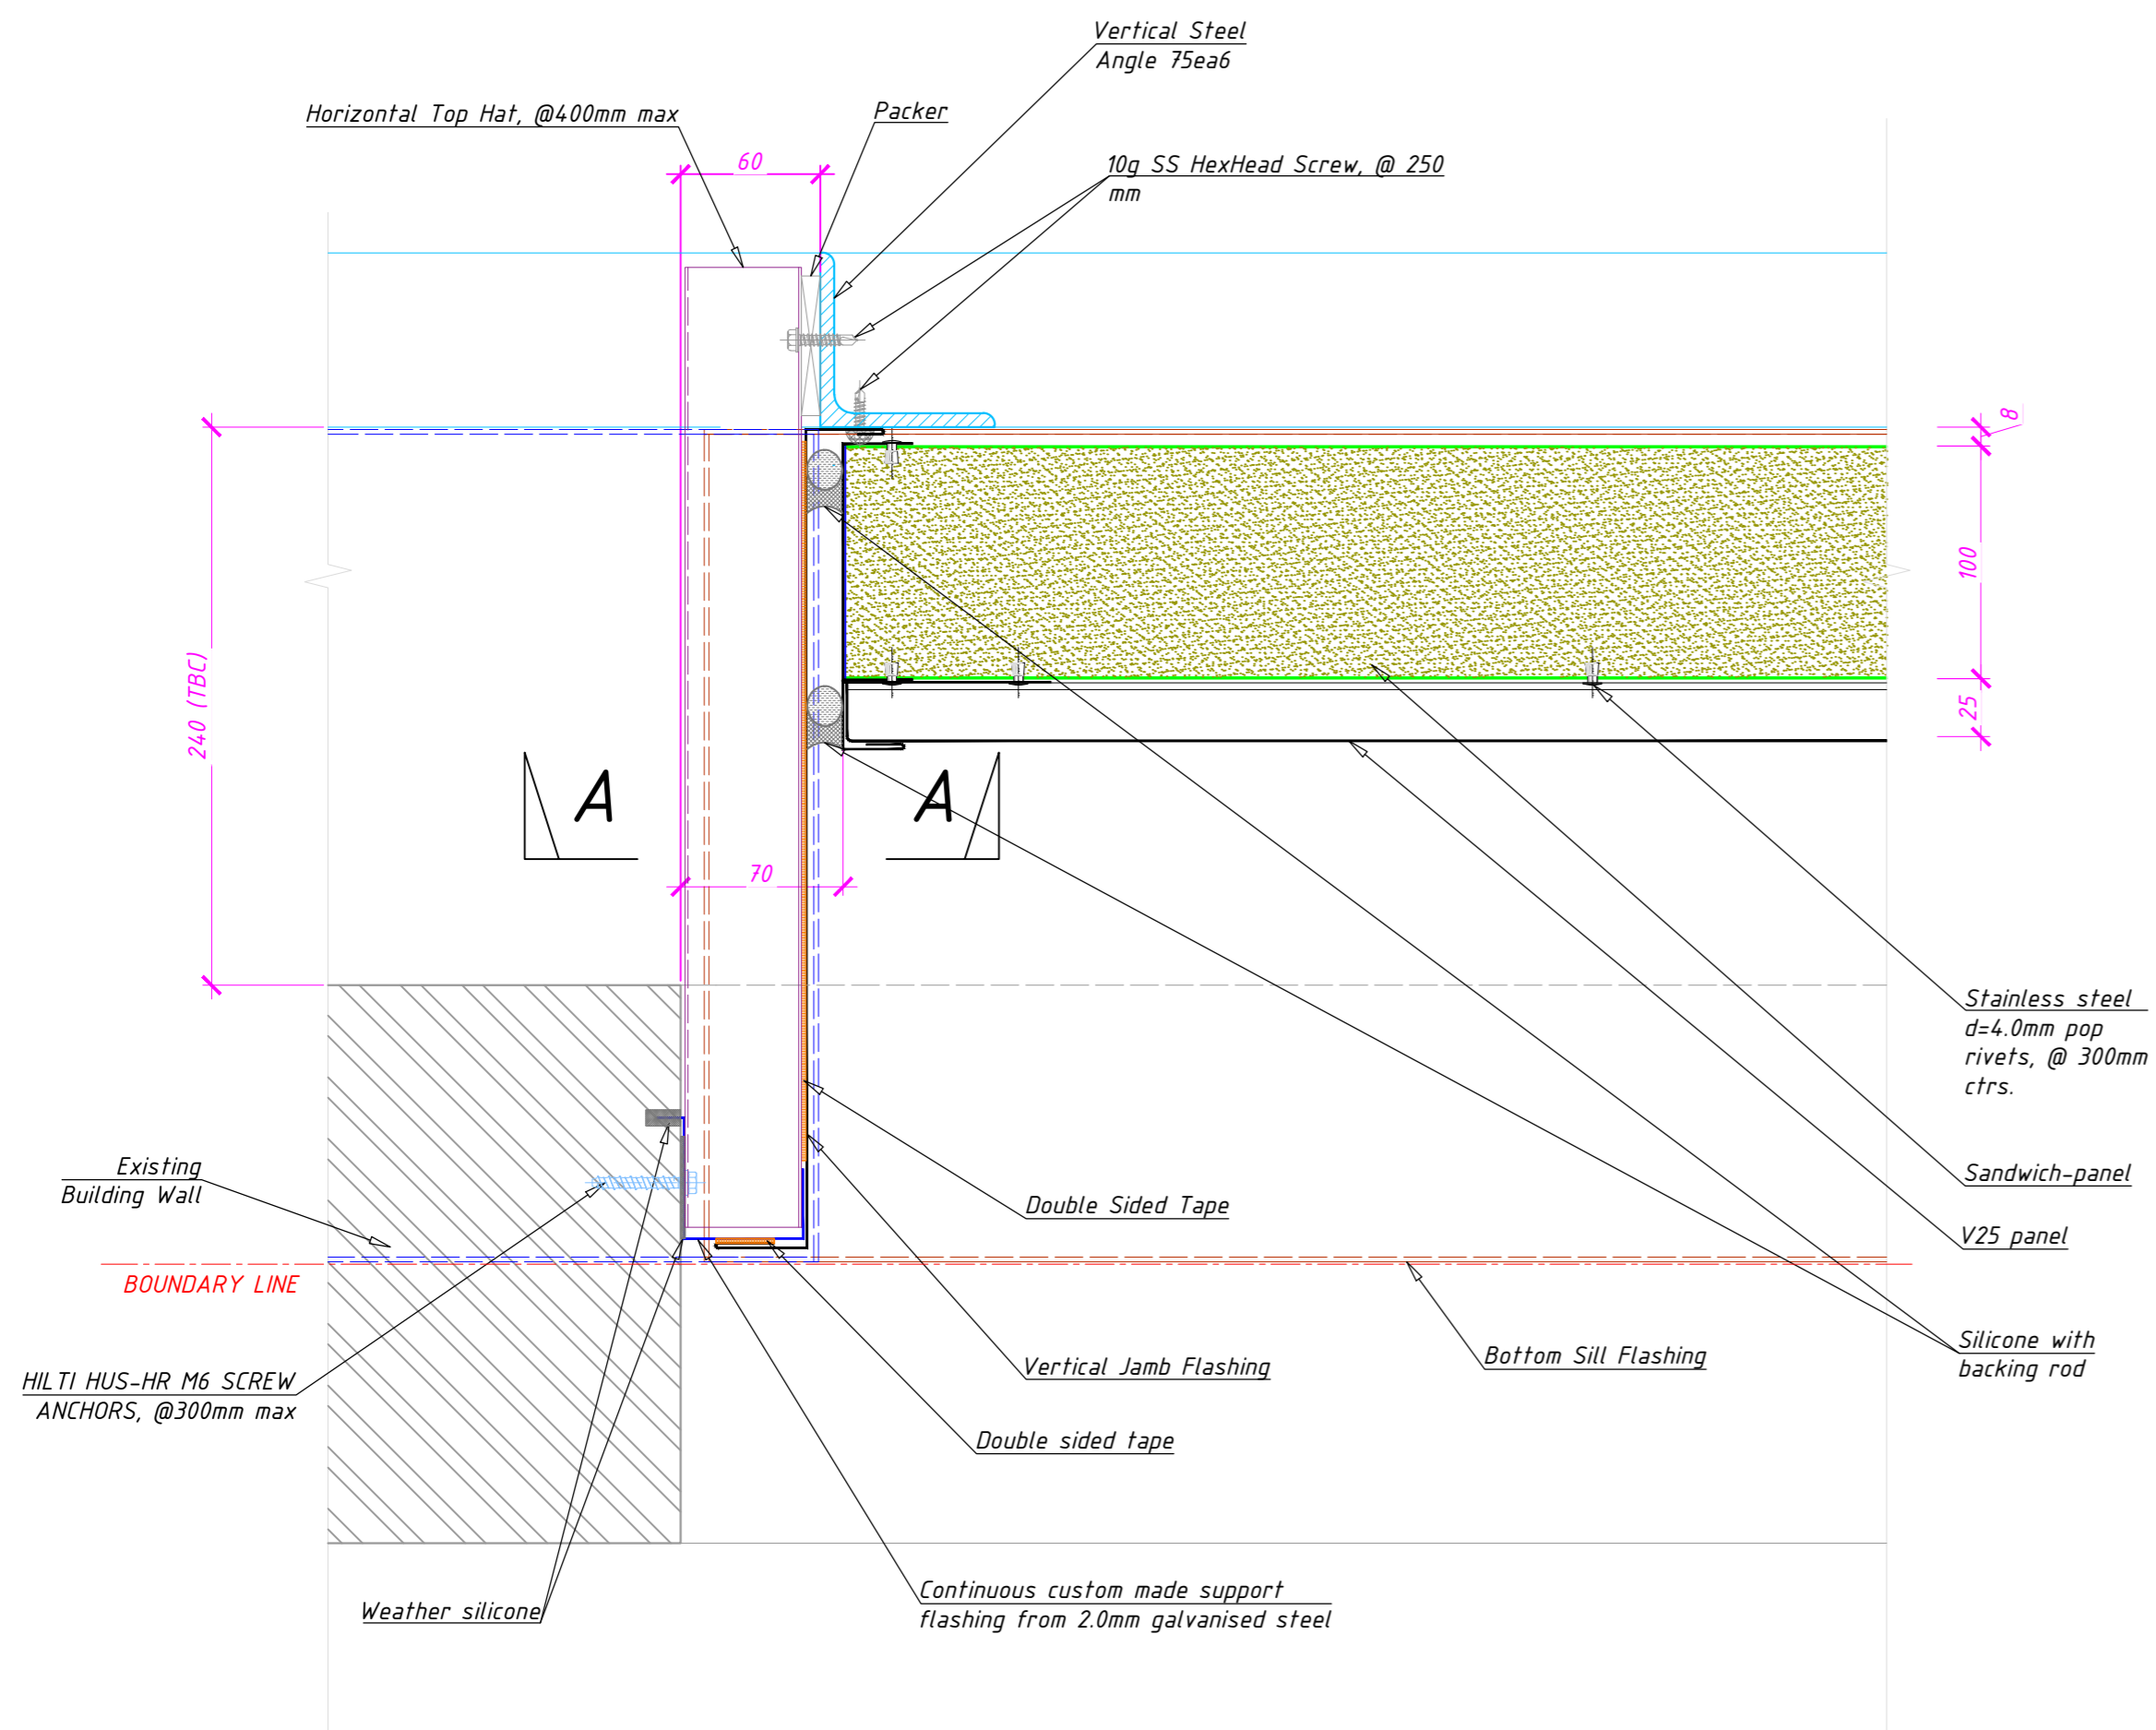 Vertical Steel
Angle 75ea6
Horizontal Top Hat, @400mm max
Packer
60
10g SS HexHead Screw, @ 250
mm
8
100
25
240 (TBC)
A
A
70
Stainless steel
d=4.0mm pop
rivets, @ 300mm
ctrs.
Existing
Building Wall
Sandwich-panel
Double Sided Tape
V25 panel
BOUNDARY LINE
Silicone with
backing rod
Bottom Sill Flashing
Vertical Jamb Flashing
HILTI HUS-HR M6 SCREW
ANCHORS, @300mm max
Double sided tape
Weather silicone
Continuous custom made support
flashing from 2.0mm galvanised steel